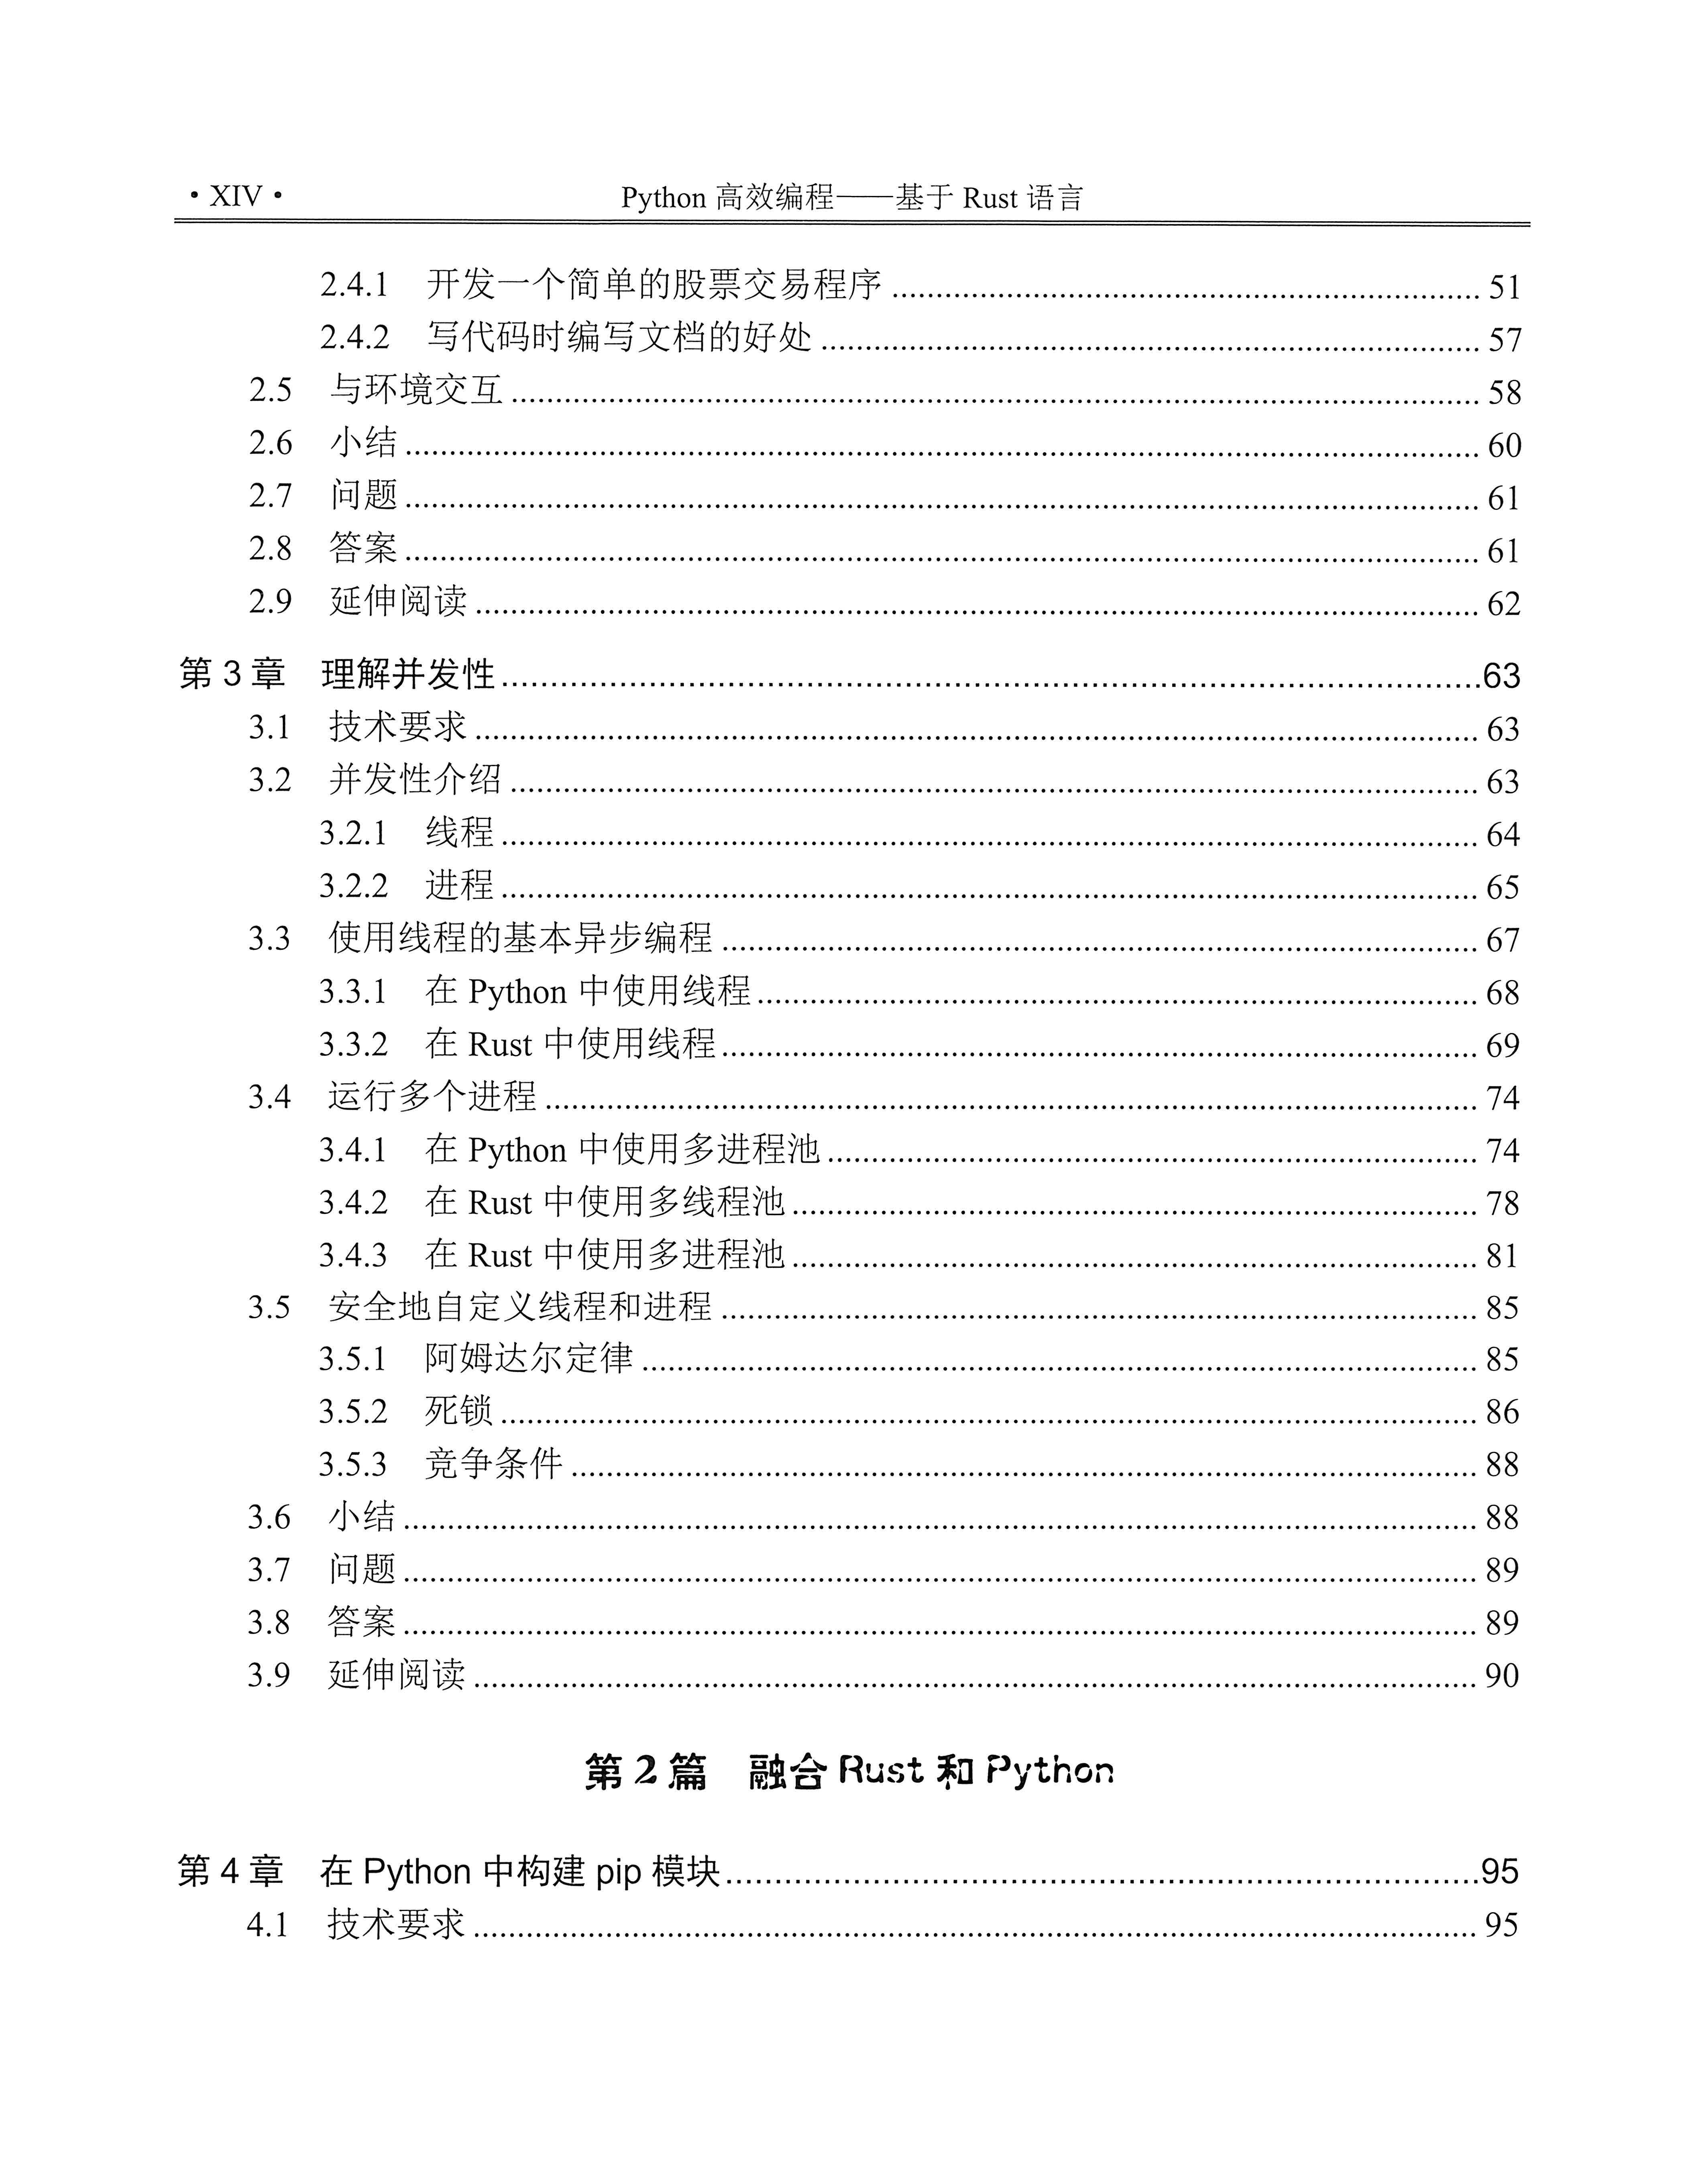 • XIV •
Python 高效编程——基于 Rust 语言
2.4.1 开发一个简单的股票交易程序 51
2.4.2 写代码时编写文档的好处 57
2.5 与环境交互 58
2.6 小结 60
2.7 问题 61
2.8 答案 61
2.9 延伸阅读 62
第 3 章 理解并发性 63
3.1 技术要求 63
3.2 并发性介绍 63
3.2.1 线程 64
3.2.2 进程 65
3.3 使用线程的基本异步编程 67
3.3.1 在 Python 中使用线程 68
3.3.2 在 Rust 中使用线程 69
3.4 运行多个进程 74
3.4.1 在 Python 中使用多进程池 74
3.4.2 在 Rust 中使用多线程池 78
3.4.3 在 Rust 中使用多进程池 81
3.5 安全地自定义线程和进程 85
3.5.1 阿姆达尔定律 85
3.5.2 死锁 86
3.5.3 竞争条件 88
3.6 小结 88
3.7 问题 89
3.8 答案 89
3.9 延伸阅读 90
第 2 篇 融合 Rust 和 Python
第 4 章 在 Python 中构建 pip 模块 95
4.1 技术要求 95